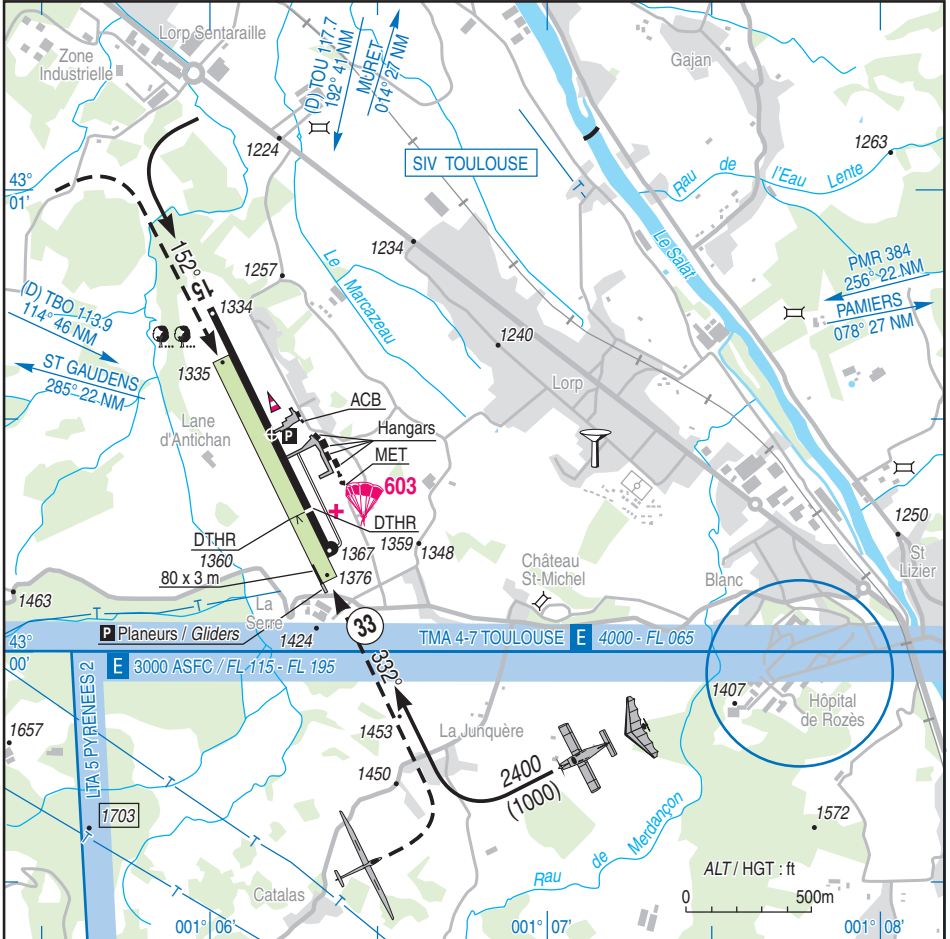 Lorp Sentaraille
Zone
Industrielle
(D) TOU 117.7
192° 41 NM
MURET
014° 27 NM
Gajan
1224
1263
SIV TOULOUSE
Rau de l'Eau Lente
43°
01'
T
152°
15
1234
Le Salat
1257
Le Marcazeau
PMR 384
256° 22 NM
PAMIERS
078° 27 NM
(D) TBO 113.9
114° 46 NM
ST GAUDENS
285° 22 NM
1334
1240
1335
Lorp
ACB
Lane
d'Antichan
P
Hangars
MET
603
DTHR
1359
DTHR
1360
1348
1250
1367
80 x 3 m
1376
Château
St-Michel
St
Lizier
Blanc
1463
T
T
La
Serre
33
43°
00'
P Planeurs / Gliders
1424
TMA 4-7 TOULOUSE E 4000 - FL 065
E 3000 ASFC / FL 115 - FL 195
332°
LTA 5 PYRENEES 2
1407
Hôpital
de Rozès
1657
1453
La Junquère
T
T
1450
2400
(1000)
1703
T
1572
Rau de Merdançon
T
T
ALT / HGT : ft
Catalas
0 500m
001° 06'
001° 07'
001° 08'